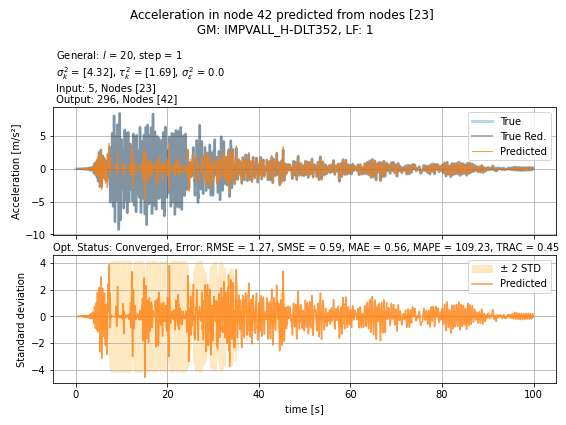 Acceleration in node 42 predicted from nodes [23]
GM: IMPVALL_H-DLT352, LF: 1
General: l = 20, step = 1
σ²ₖ = [4.32], τ²ₖ = [1.69], σ²ε = 0.0
Input: 5, Nodes [23]
Output: 296, Nodes [42]
True
True Red.
Predicted
Acceleration [m/s²]
5
0
−5
−10
Opt. Status: Converged, Error: RMSE = 1.27, SMSE = 0.59, MAE = 0.56, MAPE = 109.23, TRAC = 0.45
± 2 STD
Predicted
Standard deviation
4
2
0
−2
−4
0 20 40 60 80 100
time [s]